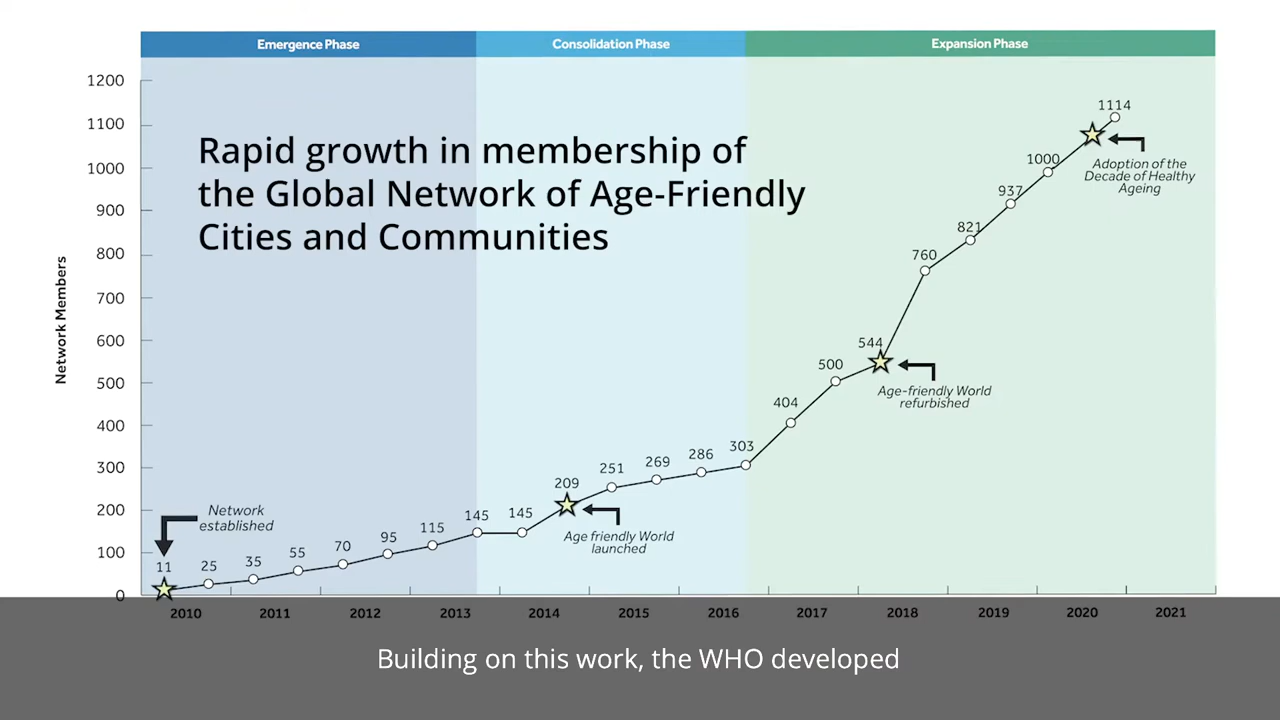 Emergence Phase
Consolidation Phase
Expansion Phase
1200
1100
1000
900
800
700
600
500
400
300
200
100
0
Network Members
Rapid growth in membership of
the Global Network of Age-Friendly
Cities and Communities
Network
established
11
25
35
55
70
95
115
145
145
209
Age friendly World
launched
251
269
286
303
404
500
544
Age-friendly World
refurbished
760
821
937
1000
1114
Adoption of the
Decade of Healthy
Ageing
2010
2011
2012
2013
2014
2015
2016
2017
2018
2019
2020
2021
Building on this work, the WHO developed